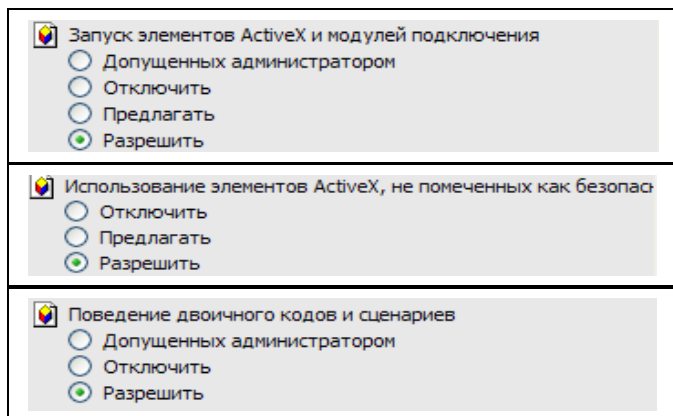 Запуск элементов ActiveX и модулей подключения
Допущенных администратором
Отключить
Предлагать
Разрешить
Использование элементов ActiveX, не помеченных как безопасн
Отключить
Предлагать
Разрешить
Поведение двоичного кодов и сценариев
Допущенных администратором
Отключить
Разрешить